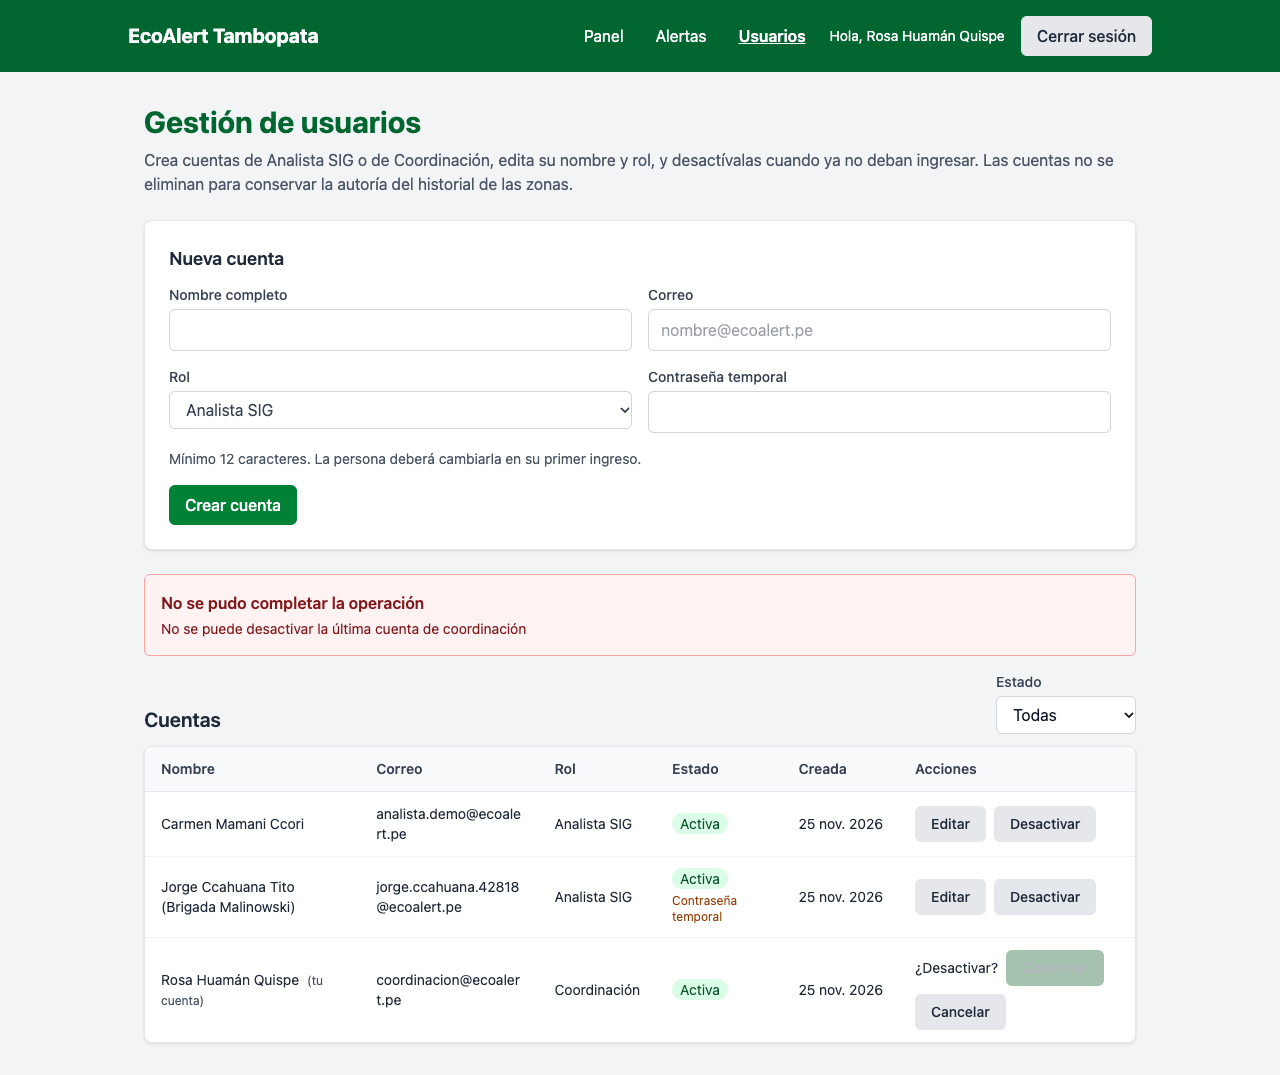 EcoAlert Tambopata
Panel
Alertas
Usuarios
Hola, Rosa Huamán Quispe
Cerrar sesión
Gestión de usuarios
Crea cuentas de Analista SIG o de Coordinación, edita su nombre y rol, y desactívalas cuando ya no deban ingresar. Las cuentas no se
eliminan para conservar la autoría del historial de las zonas.
Nueva cuenta
Nombre completo
Correo
nombre@ecoalert.pe
Rol
Contraseña temporal
Analista SIG
Mínimo 12 caracteres. La persona deberá cambiarla en su primer ingreso.
Crear cuenta
No se pudo completar la operación
No se puede desactivar la última cuenta de coordinación
Estado
Cuentas
Todas
Nombre
Correo
Rol
Estado
Creada
Acciones
Carmen Mamani Ccori
analista.demo@ecoale
rt.pe
Analista SIG
Activa
25 nov. 2026
Editar
Desactivar
Jorge Ccahuana Tito
(Brigada Malinowski)
jorge.ccahuana.42818
@ecoalert.pe
Analista SIG
Activa
Contraseña
temporal
25 nov. 2026
Editar
Desactivar
Rosa Huamán Quispe (tu
cuenta)
coordinacion@ecoaler
t.pe
Coordinación
Activa
25 nov. 2026
¿Desactivar?
Cancelar